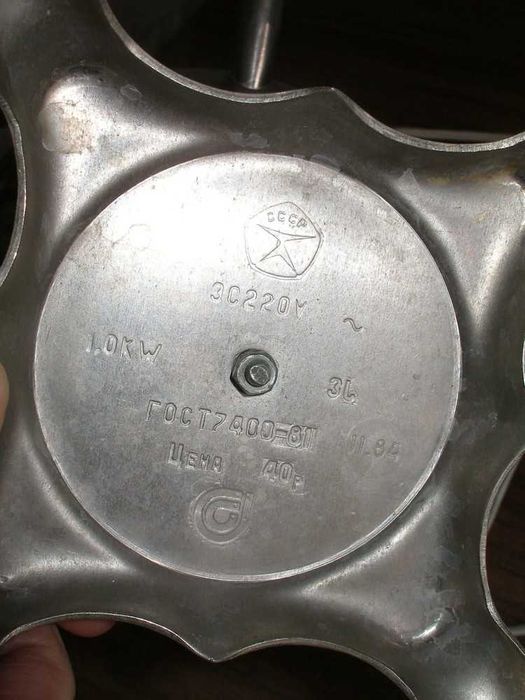 СССР
ЭС220V ~
1.0KW
3L
ГОСТ7400-81 11.84
Цена 40р